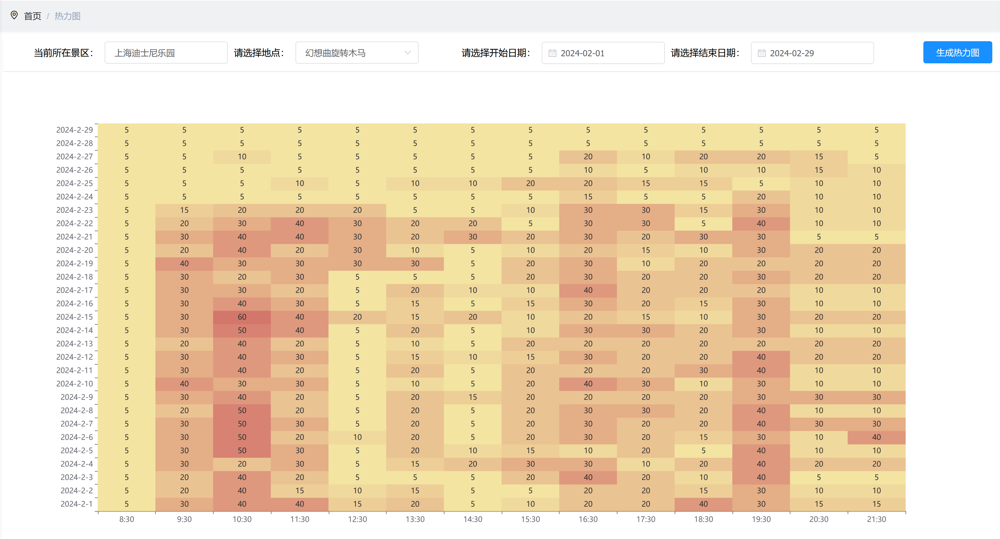 首页 / 热力图
当前所在景区： 上海迪士尼乐园 请选择地点： 幻想曲旋转木马 请选择开始日期： 2024-02-01 请选择结束日期： 2024-02-29 生成热力图
2024-2-29 5 5 5 5 5 5 5 5 5 5 5 5 5 5
2024-2-28 5 5 5 5 5 5 5 5 5 5 5 5 5 5
2024-2-27 5 5 10 5 5 5 5 5 20 10 20 20 15 5
2024-2-26 5 5 5 5 5 5 5 5 10 5 10 10 15 10
2024-2-25 5 5 5 10 5 10 10 20 20 15 15 5 10 10
2024-2-24 5 5 5 5 5 5 5 5 15 5 5 20 10 10
2024-2-23 5 15 20 20 20 5 5 10 30 30 15 30 10 10
2024-2-22 5 20 30 40 30 20 20 5 30 30 5 40 10 10
2024-2-21 5 30 40 40 30 20 30 20 30 20 30 30 5 5
2024-2-20 5 20 40 20 30 10 5 10 20 15 10 30 20 20
2024-2-19 5 40 30 30 30 30 5 20 30 10 20 20 20 20
2024-2-18 5 30 20 30 5 5 5 20 30 20 20 30 20 20
2024-2-17 5 30 30 20 5 20 10 10 40 20 20 20 10 10
2024-2-16 5 30 40 30 5 15 5 15 30 20 15 30 10 10
2024-2-15 5 30 60 40 20 15 20 10 20 15 10 30 20 20
2024-2-14 5 30 50 40 5 20 5 10 30 30 20 30 10 10
2024-2-13 5 20 40 20 5 10 5 20 20 20 20 20 20 20
2024-2-12 5 30 40 30 5 15 10 15 30 20 20 40 20 20
2024-2-11 5 30 40 20 5 20 5 20 20 20 30 40 10 10
2024-2-10 5 40 30 30 5 10 5 20 40 30 10 30 10 10
2024-2-9 5 30 40 20 5 20 15 20 20 20 20 30 30 30
2024-2-8 5 20 50 20 5 20 5 20 30 30 20 40 10 10
2024-2-7 5 30 50 30 5 20 5 20 30 20 20 40 30 30
2024-2-6 5 30 50 20 10 20 5 20 30 20 15 30 10 40
2024-2-5 5 30 50 30 5 20 10 15 10 20 5 40 10 10
2024-2-4 5 30 20 30 5 15 20 30 30 10 20 40 20 20
2024-2-3 5 20 40 20 5 5 5 20 40 20 10 40 5 5
2024-2-2 5 20 40 15 10 15 5 5 20 20 15 30 10 10
2024-2-1 5 30 40 40 15 20 5 10 20 20 40 30 15 15
8:30 9:30 10:30 11:30 12:30 13:30 14:30 15:30 16:30 17:30 18:30 19:30 20:30 21:30